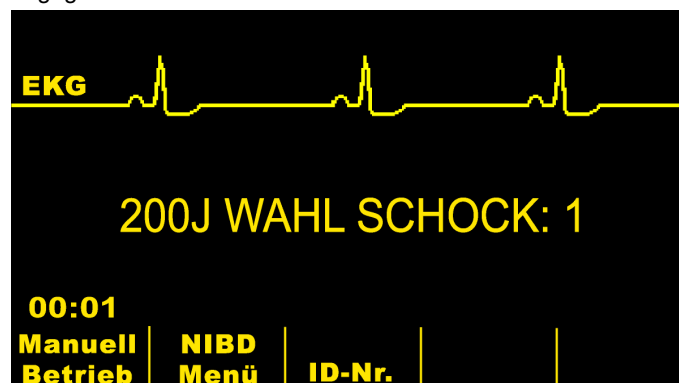 EKG
200J WAHL SCHOCK: 1
00:01
Manuell Betrieb
NIBD Menü
ID-Nr.